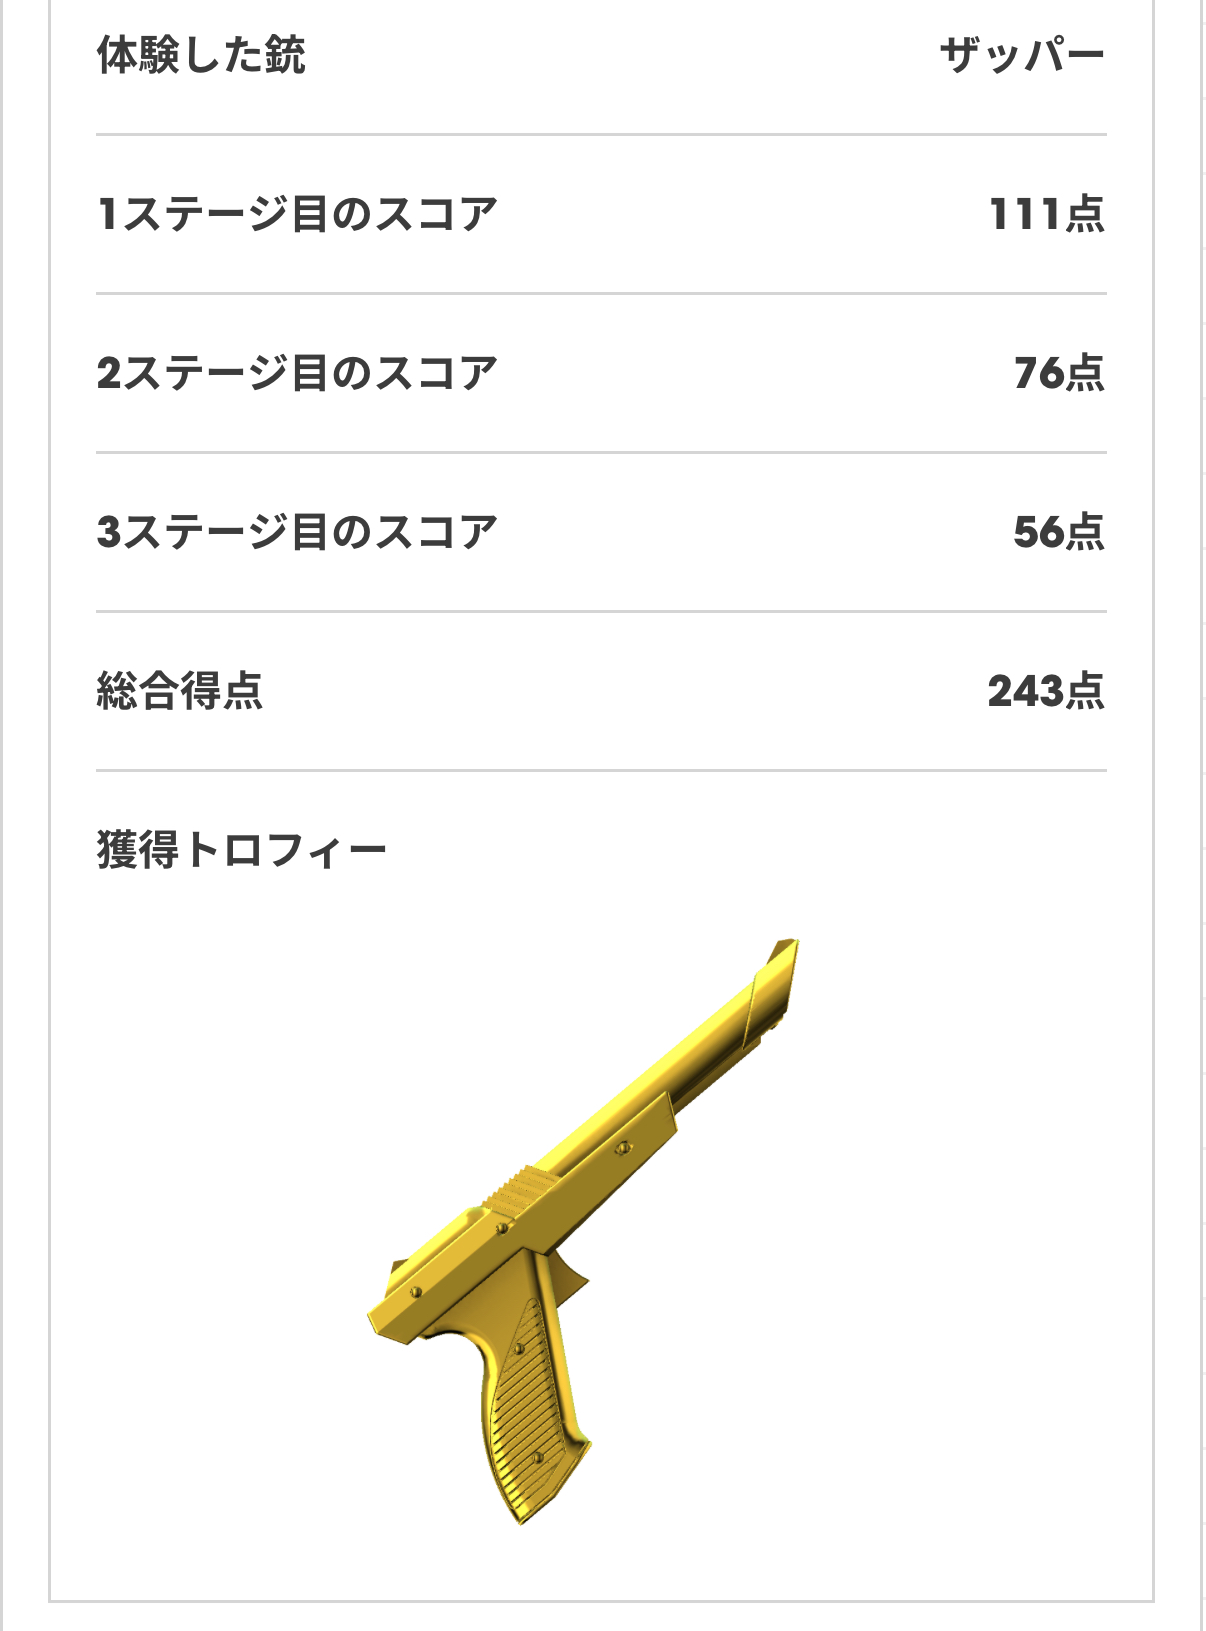 体験した銃 ザッパー
1ステージ目のスコア 111点
2ステージ目のスコア 76点
3ステージ目のスコア 56点
総合得点 243点
獲得トロフィー